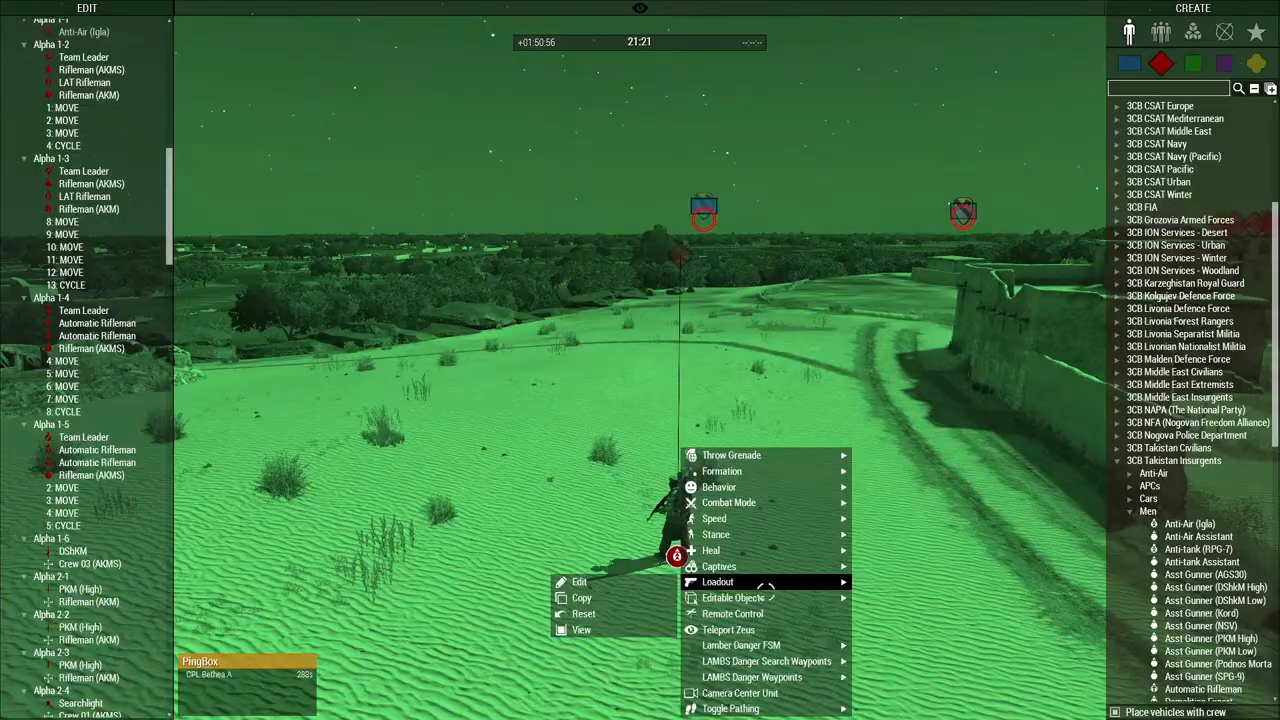 EDIT
Alpha 1-1
Anti-Air (Igla)
Alpha 1-2
Team Leader
Rifleman (AKMS)
LAT Rifleman
Rifleman (AKM)
1: MOVE
2: MOVE
3: MOVE
4: CYCLE
Alpha 1-3
Team Leader
Rifleman (AKMS)
LAT Rifleman
Rifleman (AKM)
8: MOVE
9: MOVE
10: MOVE
11: MOVE
12: MOVE
13: CYCLE
Alpha 1-4
Team Leader
Automatic Rifleman
Automatic Rifleman
Rifleman (AKMS)
4: MOVE
5: MOVE
6: MOVE
7: MOVE
8: CYCLE
Alpha 1-5
Team Leader
Automatic Rifleman
Automatic Rifleman
Rifleman (AKMS)
2: MOVE
3: MOVE
4: MOVE
5: CYCLE
Alpha 1-6
DShKM
Crew 03 (AKMS)
Alpha 2-1
PKM (High)
Rifleman (AKM)
Alpha 2-2
PKM (High)
Rifleman (AKM)
Alpha 2-3
PKM (High)
Rifleman (AKM)
Alpha 2-4
Searchlight
Crew 01 (AKMS)
+01:50:56 21:21 --:--:--
PingBox
CPL.Bethea.A 288s
Edit
Copy
Reset
View
Throw Grenade
Formation
Behavior
Combat Mode
Speed
Stance
Heal
Captives
Loadout
Editable Objects
Remote Control
Teleport Zeus
Lamber Danger FSM
LAMBS Danger Search Waypoints
LAMBS Danger Waypoints
Camera Center Unit
Toggle Pathing
CREATE
3CB CSAT Europe
3CB CSAT Mediterranean
3CB CSAT Middle East
3CB CSAT Navy
3CB CSAT Navy (Pacific)
3CB CSAT Pacific
3CB CSAT Urban
3CB CSAT Winter
3CB FIA
3CB Grozovia Armed Forces
3CB ION Services - Desert
3CB ION Services - Urban
3CB ION Services - Winter
3CB ION Services - Woodland
3CB Karzeghistan Royal Guard
3CB Kolgujev Defence Force
3CB Livonia Defence Force
3CB Livonia Forest Rangers
3CB Livonia Separatist Militia
3CB Livonian Nationalist Militia
3CB Malden Defence Force
3CB Middle East Civilians
3CB Middle East Extremists
3CB Middle East Insurgents
3CB NAPA (The National Party)
3CB NFA (Nogovan Freedom Alliance)
3CB Nogova Police Department
3CB Takistan Civilians
3CB Takistan Insurgents
Anti-Air
APCs
Cars
Men
Anti-Air (Igla)
Anti-Air Assistant
Anti-tank (RPG-7)
Anti-tank Assistant
Asst Gunner (AGS30)
Asst Gunner (DShkM High)
Asst Gunner (DShkM Low)
Asst Gunner (Kord)
Asst Gunner (NSV)
Asst Gunner (PKM High)
Asst Gunner (PKM Low)
Asst Gunner (Podnos Morta
Asst Gunner (SPG-9)
Automatic Rifleman
Demolition Expert
Place vehicles with crew